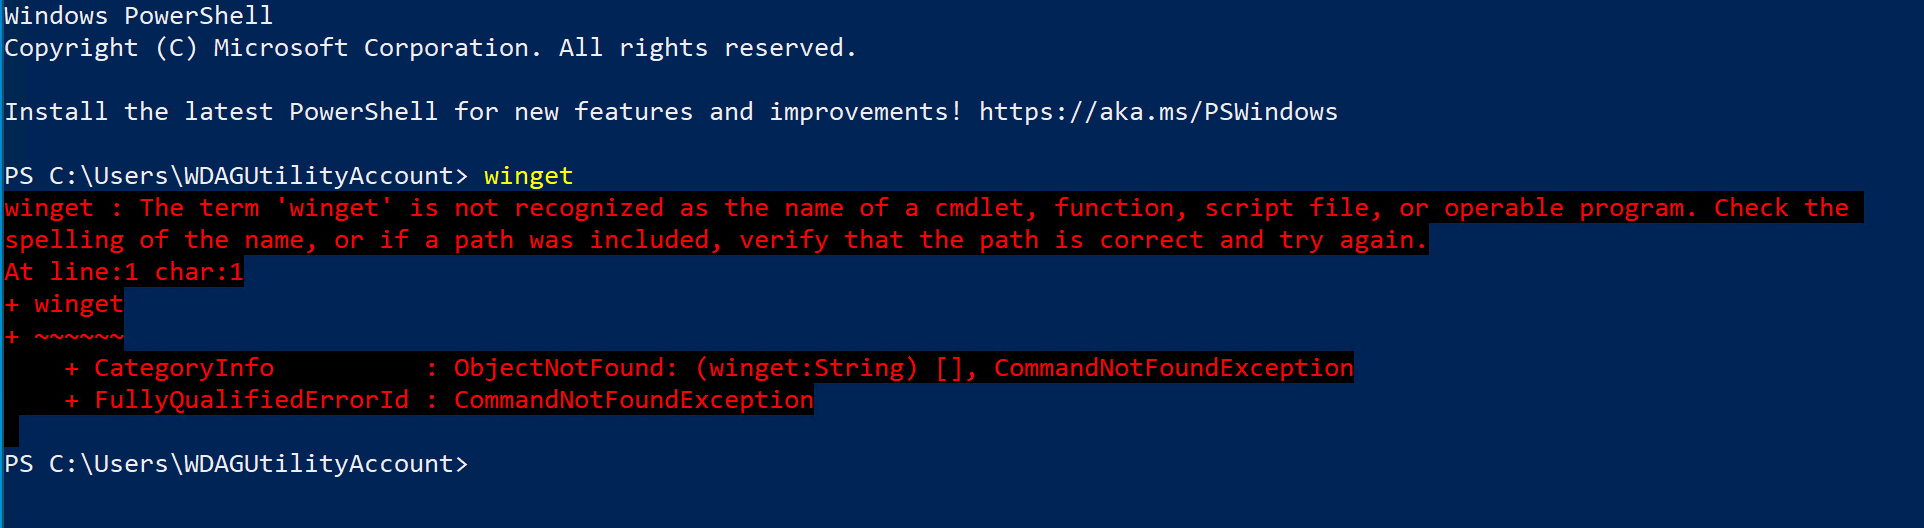 Windows PowerShell
Copyright (C) Microsoft Corporation. All rights reserved.
Install the latest PowerShell for new features and improvements! https://aka.ms/PSWindows
PS C:\Users\WDAGUtilityAccount> winget
winget : The term 'winget' is not recognized as the name of a cmdlet, function, script file, or operable program. Check the
spelling of the name, or if a path was included, verify that the path is correct and try again.
At line:1 char:1
+ winget
+ ~~~~~~
    + CategoryInfo          : ObjectNotFound: (winget:String) [], CommandNotFoundException
    + FullyQualifiedErrorId : CommandNotFoundException
PS C:\Users\WDAGUtilityAccount>